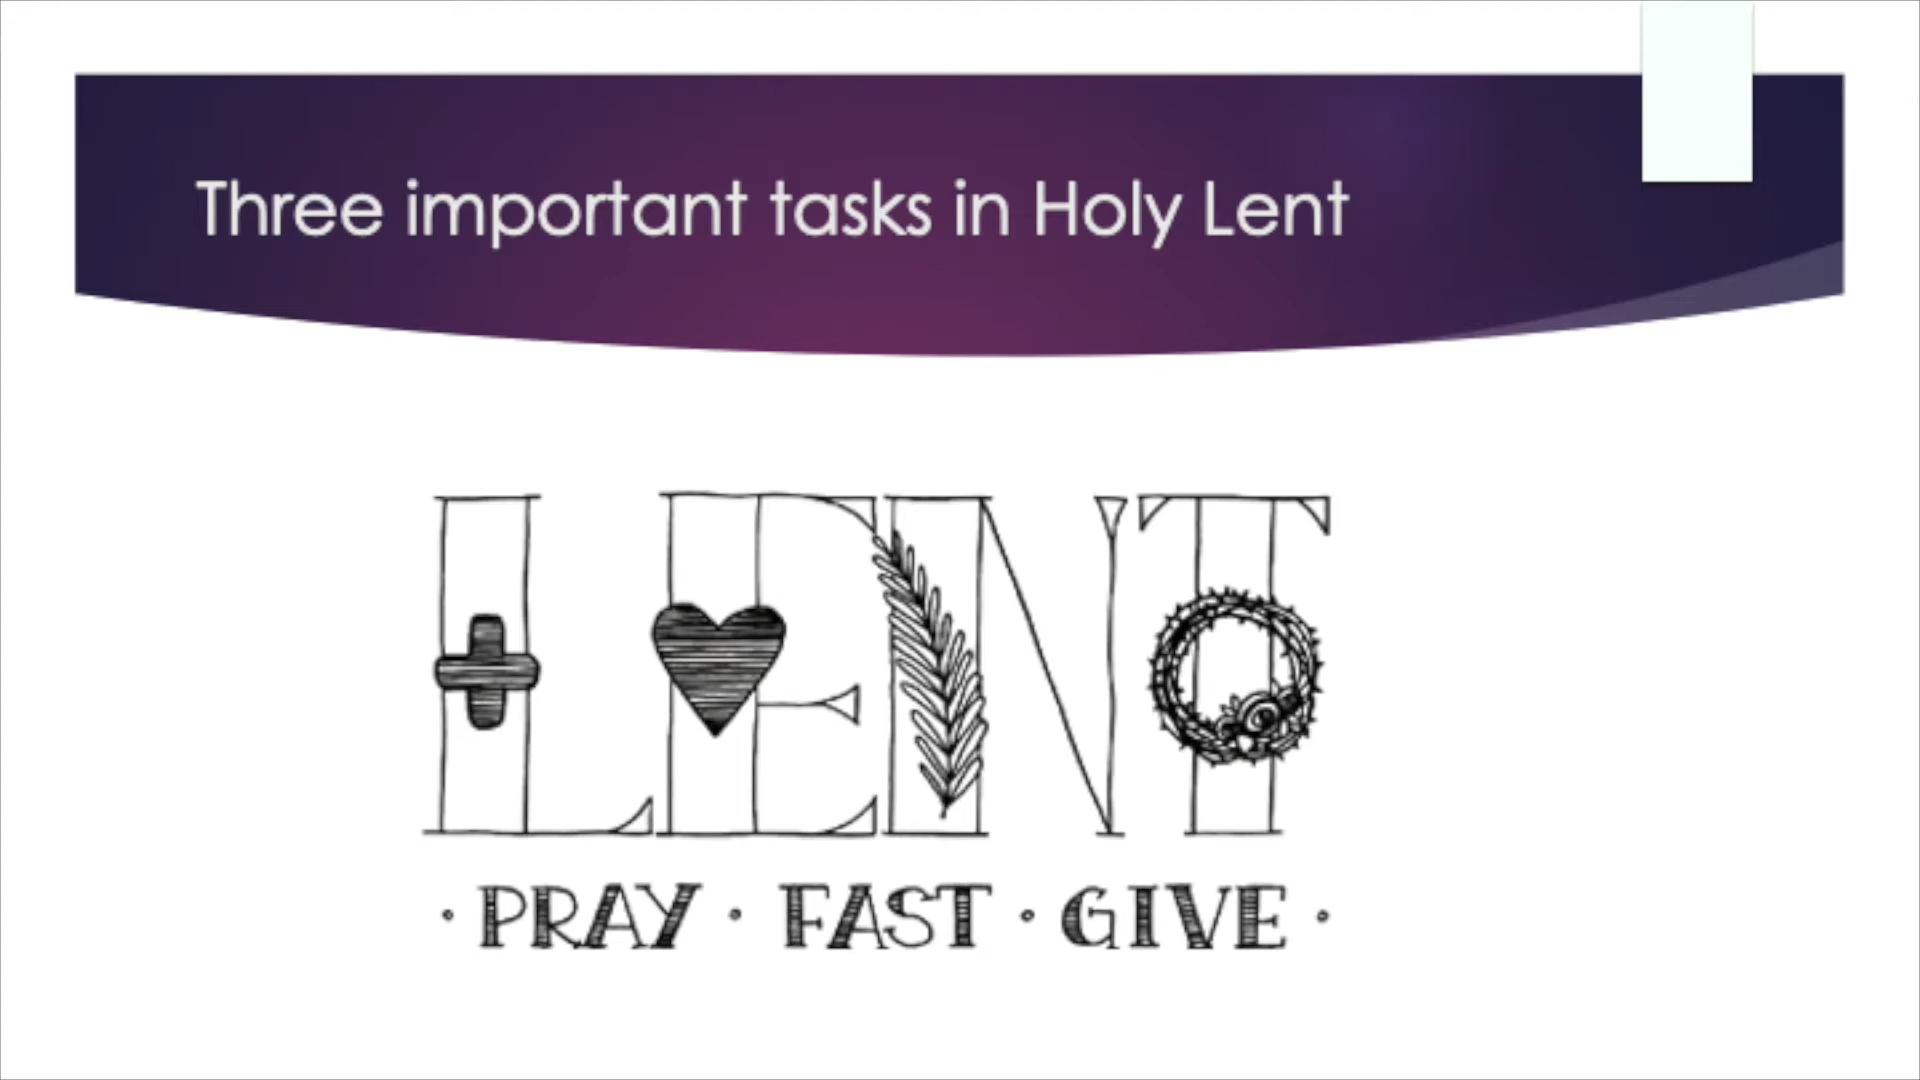 Three important tasks in Holy Lent
LENT
· PRAY · FAST · GIVE ·